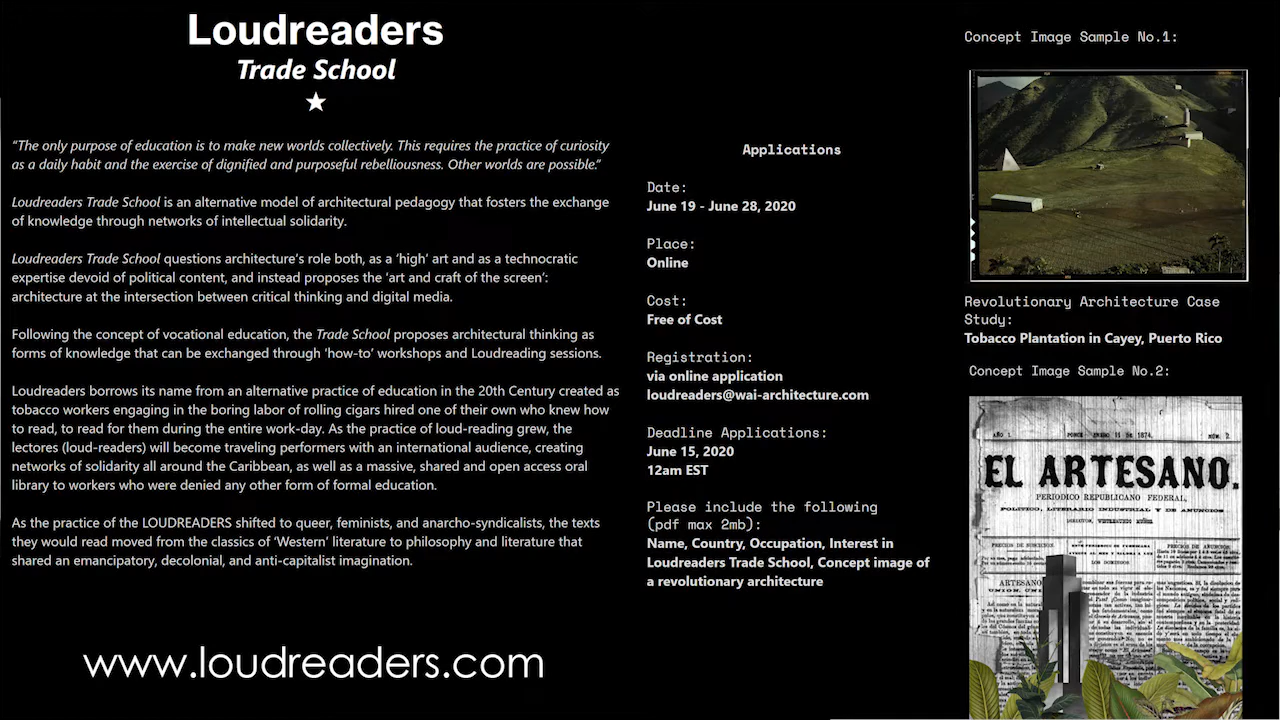 Loudreaders
Trade School
"The only purpose of education is to make new worlds collectively. This requires the practice of curiosity
as a daily habit and the exercise of dignified and purposeful rebelliousness. Other worlds are possible."
Loudreaders Trade School is an alternative model of architectural pedagogy that fosters the exchange
of knowledge through networks of intellectual solidarity.
Loudreaders Trade School questions architecture's role both, as a 'high' art and as a technocratic
expertise devoid of political content, and instead proposes the 'art and craft of the screen':
architecture at the intersection between critical thinking and digital media.
Following the concept of vocational education, the Trade School proposes architectural thinking as
forms of knowledge that can be exchanged through 'how-to' workshops and Loudreading sessions.
Loudreaders borrows its name from an alternative practice of education in the 20th Century created as
tobacco workers engaging in the boring labor of rolling cigars hired one of their own who knew how
to read, to read for them during the entire work-day. As the practice of loud-reading grew, the
lectores (loud-readers) will become traveling performers with an international audience, creating
networks of solidarity all around the Caribbean, as well as a massive, shared and open access oral
library to workers who were denied any other form of formal education.
As the practice of the LOUDREADERS shifted to queer, feminists, and anarcho-syndicalists, the texts
they would read moved from the classics of 'Western' literature to philosophy and literature that
shared an emancipatory, decolonial, and anti-capitalist imagination.
www.loudreaders.com
Applications
Date:
June 19 - June 28, 2020
Place:
Online
Cost:
Free of Cost
Registration:
via online application
loudreaders@wai-architecture.com
Deadline Applications:
June 15, 2020
12am EST
Please include the following
(pdf max 2mb):
Name, Country, Occupation, Interest in
Loudreaders Trade School, Concept image of
a revolutionary architecture
Concept Image Sample No.1:
Revolutionary Architecture Case
Study:
Tobacco Plantation in Cayey, Puerto Rico
Concept Image Sample No.2:
AÑO 1. PONCE ENERO 11 DE 1874. NÚM. 2.
EL ARTESANO.
PERIODICO REPUBLICANO FEDERAL,
POLITICO, LITERARIO INDUSTRIAL Y DE ANUNCIOS